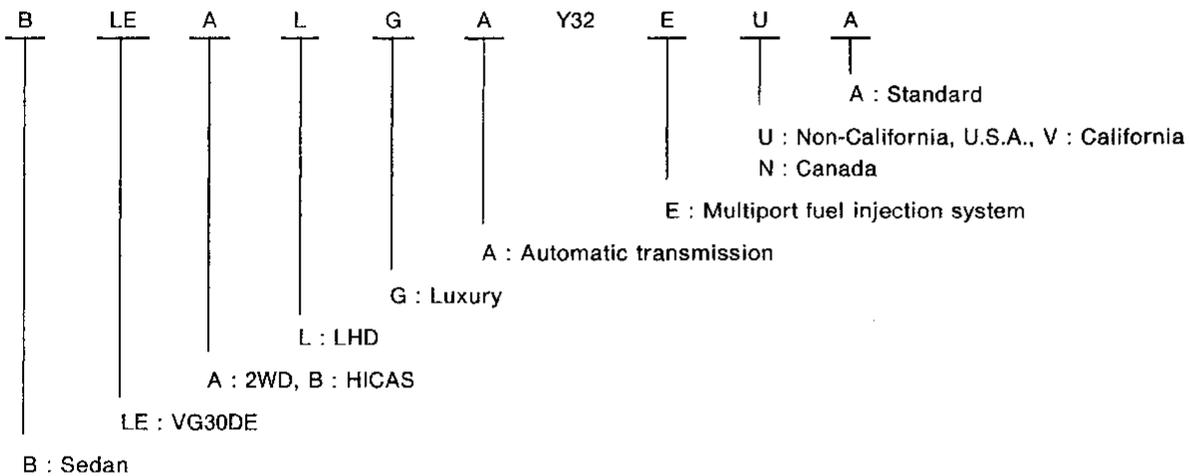 B LE A L G A Y32 E U A
A : Standard
U : Non-California, U.S.A., V : California
N : Canada
E : Multiport fuel injection system
A : Automatic transmission
G : Luxury
L : LHD
A : 2WD, B : HICAS
LE : VG30DE
B : Sedan